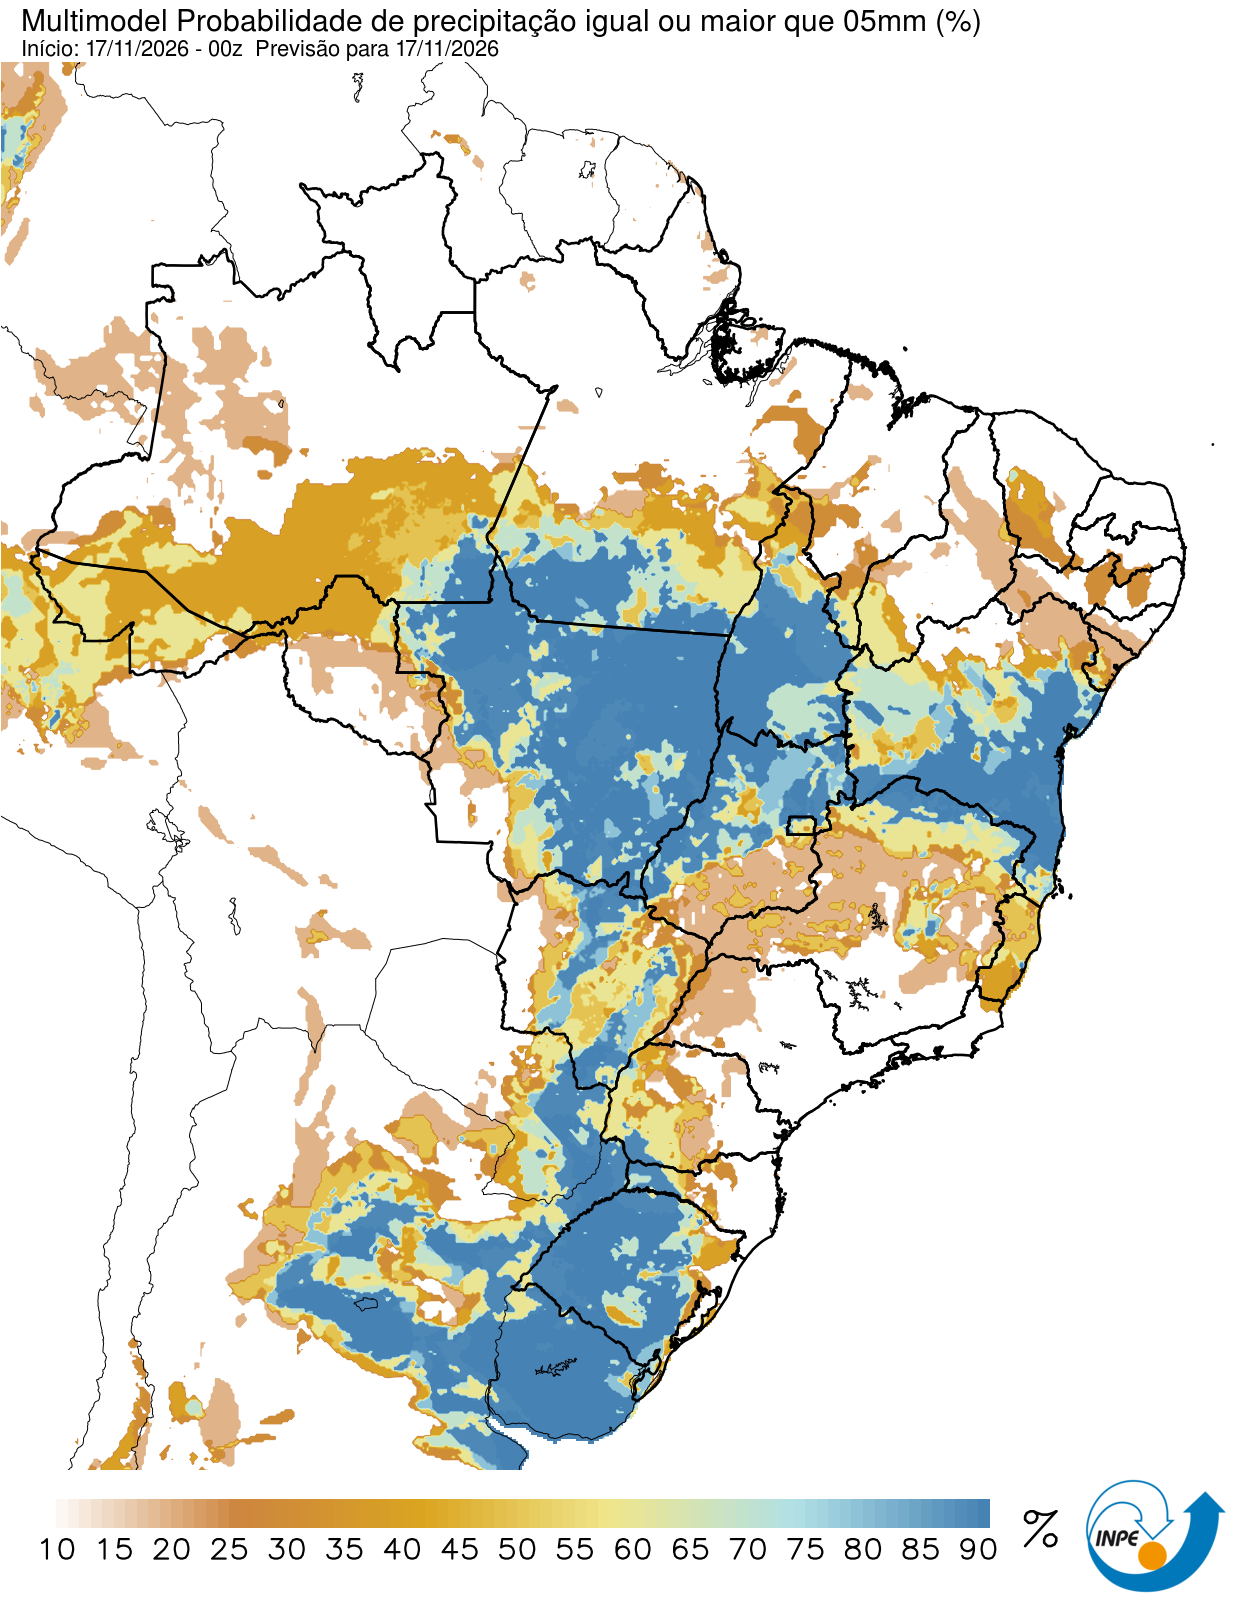 Multimodel Probabilidade de precipitação igual ou maior que 05mm (%)
Início: 17/11/2026 - 00z  Previsão para 17/11/2026
10 15 20 25 30 35 40 45 50 55 60 65 70 75 80 85 90 %
INPE